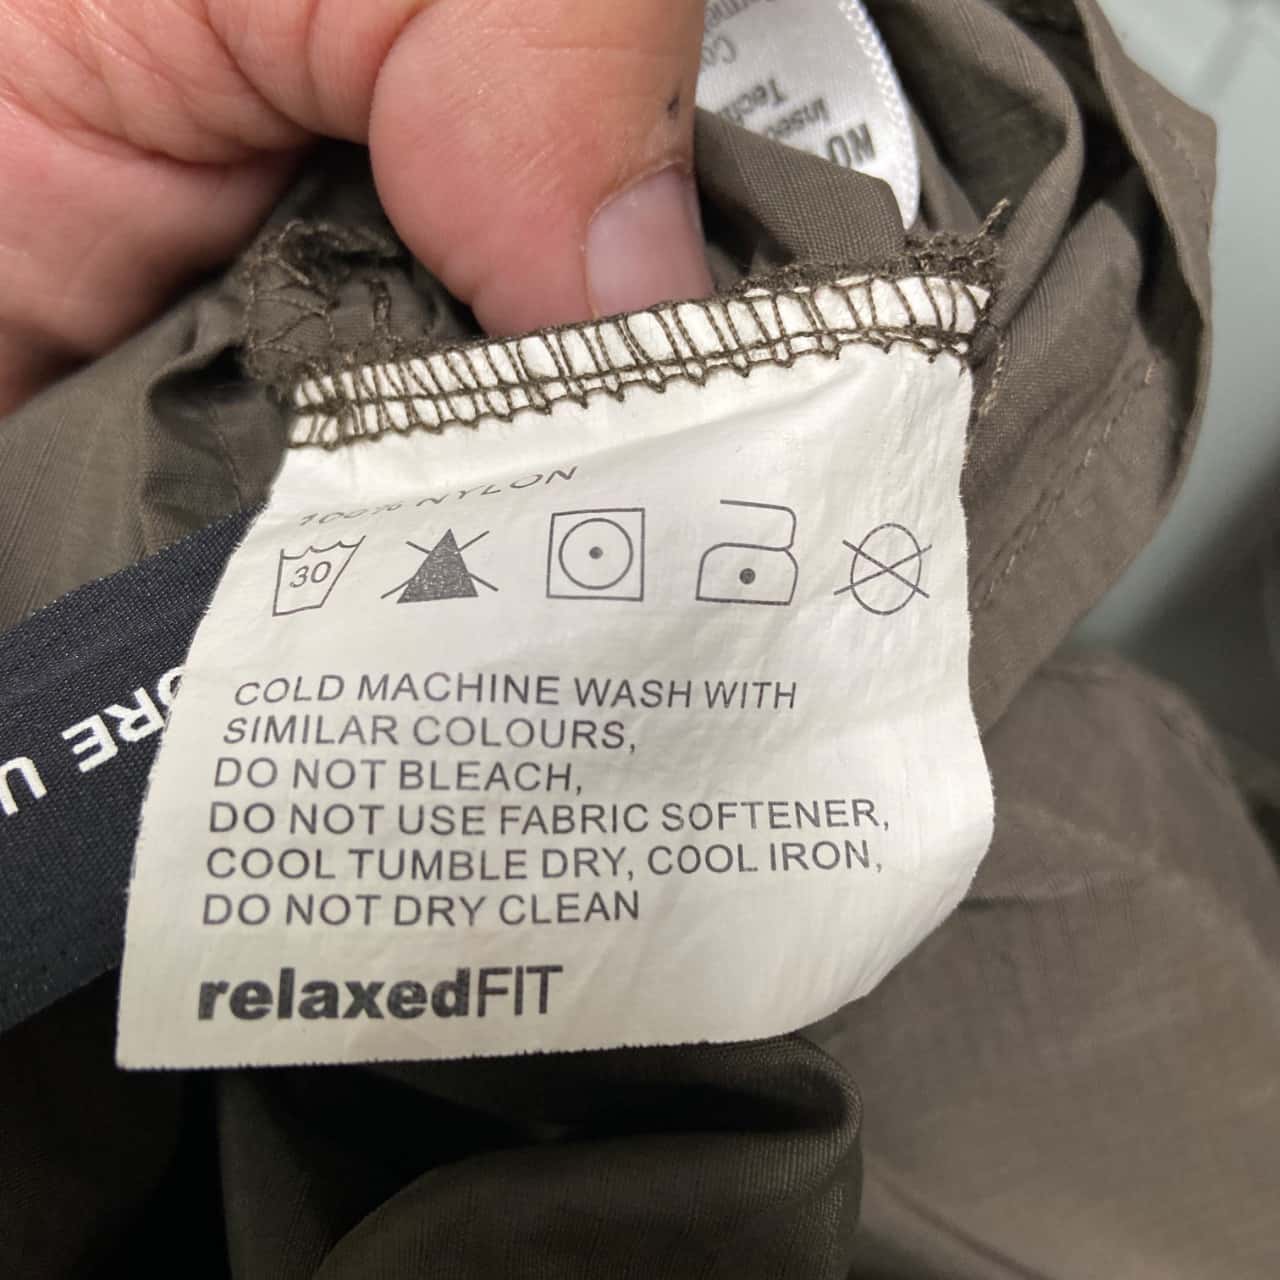 NO
100% NYLON
30
COLD MACHINE WASH WITH
SIMILAR COLOURS,
DO NOT BLEACH,
DO NOT USE FABRIC SOFTENER,
COOL TUMBLE DRY, COOL IRON,
DO NOT DRY CLEAN
relaxedFIT